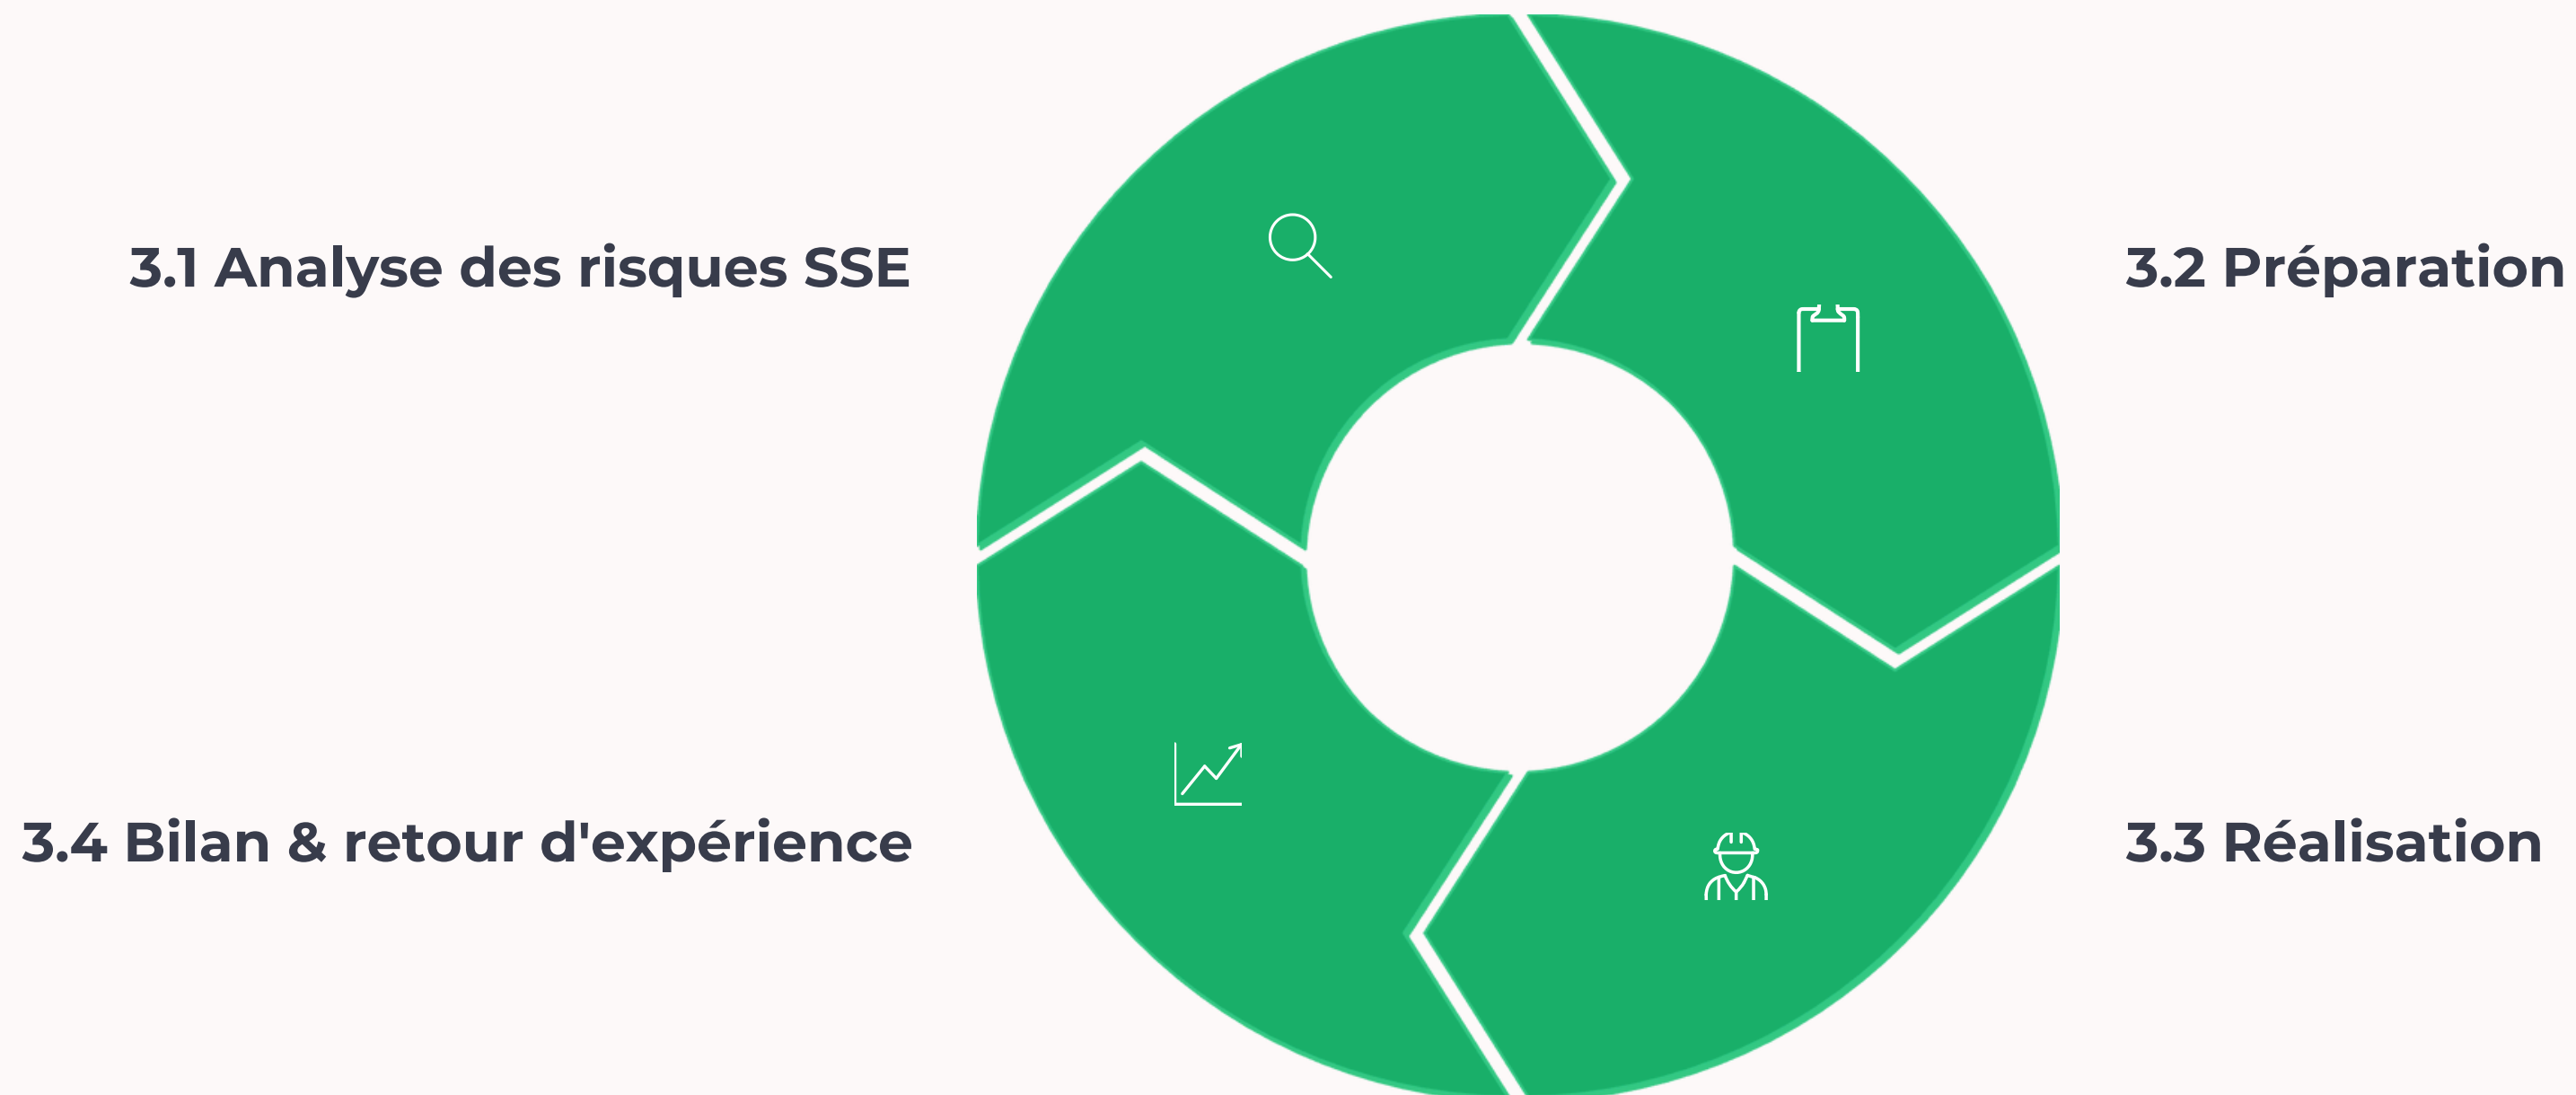 3.1 Analyse des risques SSE
3.2 Préparation
3.3 Réalisation
3.4 Bilan & retour d'expérience